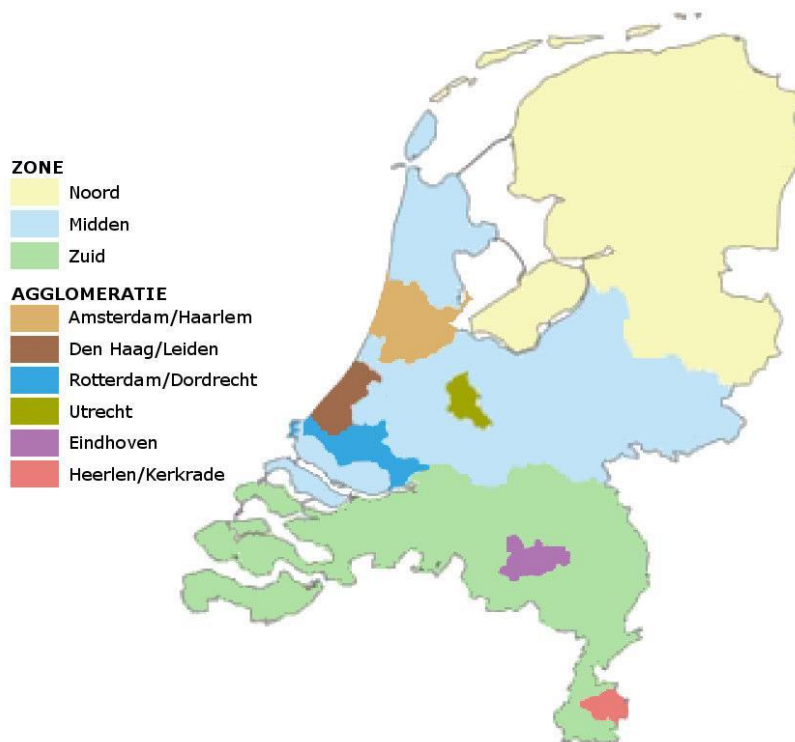 ZONE
Noord
Midden
Zuid
AGGLOMERATIE
Amsterdam/Haarlem
Den Haag/Leiden
Rotterdam/Dordrecht
Utrecht
Eindhoven
Heerlen/Kerkrade